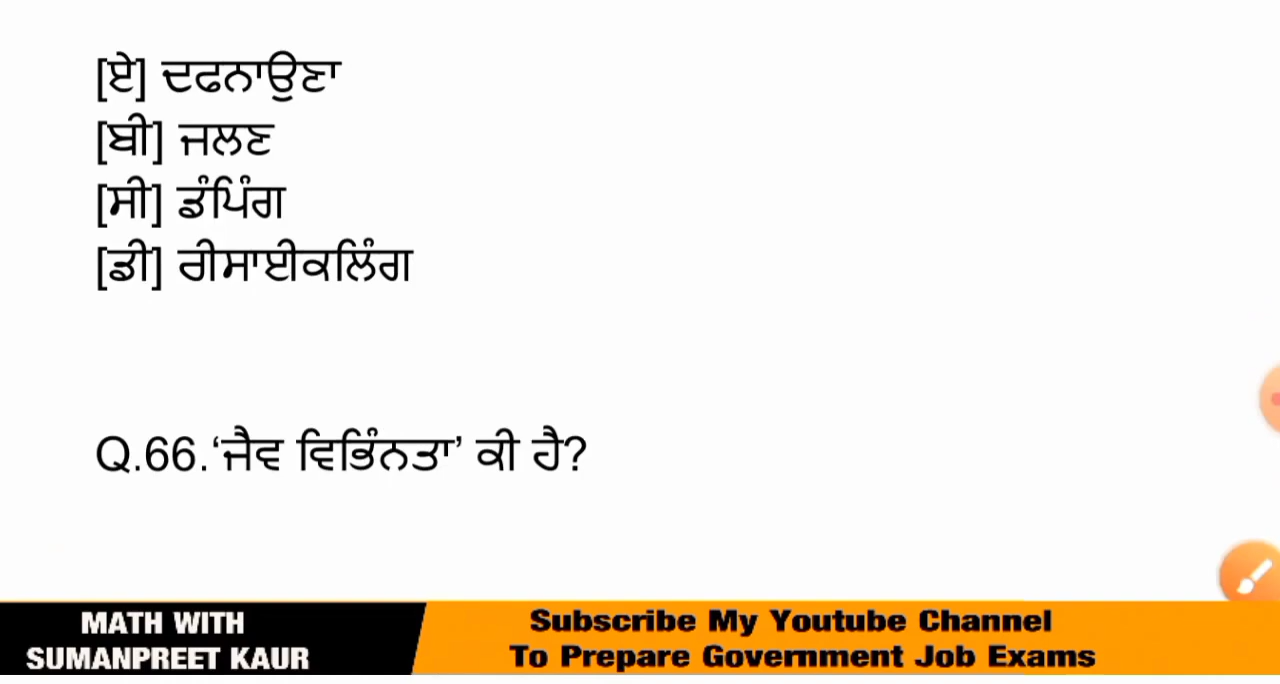 [ਏ] ਦਫਨਾਉਣਾ
[ਬੀ] ਜਲਣ
[ਸੀ] ਡੰਪਿੰਗ
[ਡੀ] ਰੀਸਾਈਕਲਿੰਗ
Q.66.‘ਜੈਵ ਵਿਭਿੰਨਤਾ’ ਕੀ ਹੈ?
MATH WITH
SUMANPREET KAUR
Subscribe My Youtube Channel
To Prepare Government Job Exams